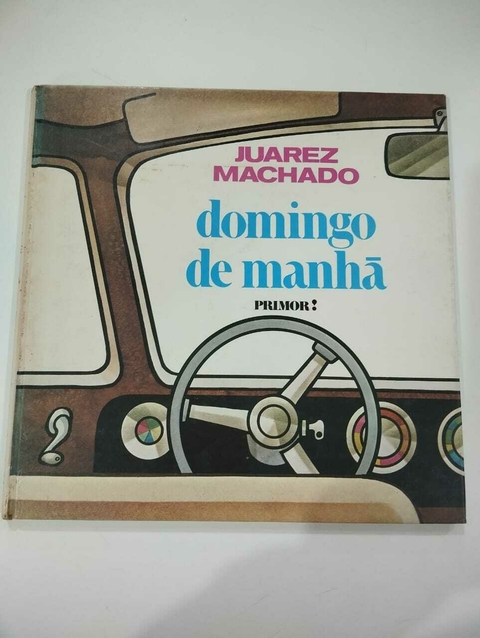 JUAREZ
MACHADO
domingo
de manhã
PRIMOR!